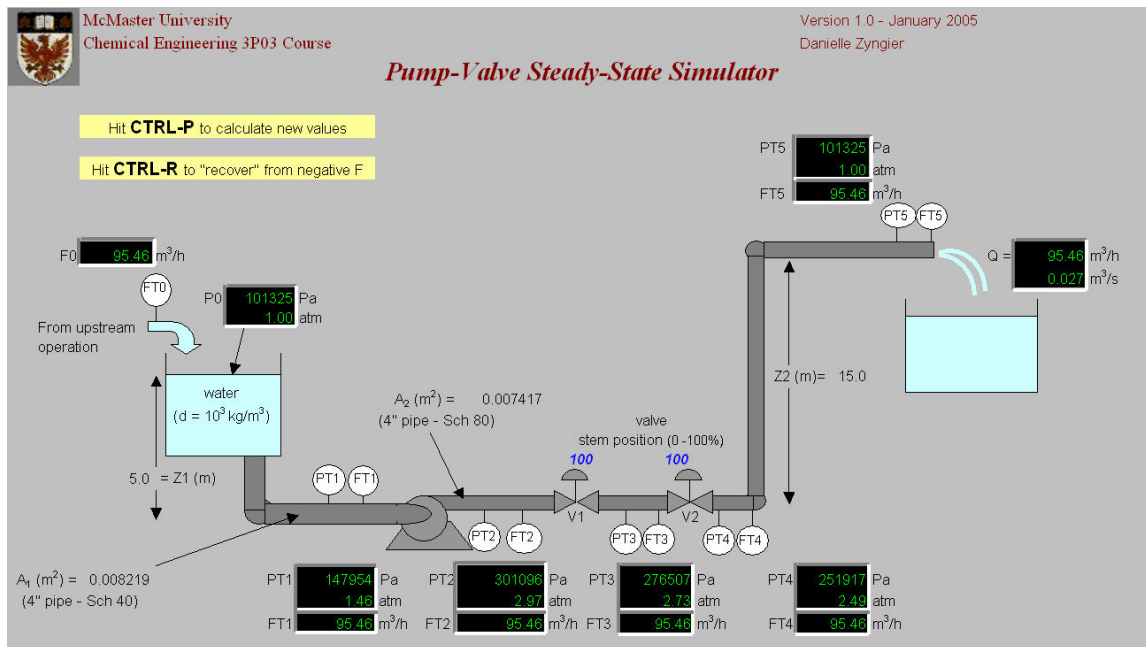 McMaster University
Chemical Engineering 3P03 Course
Version 1.0 - January 2005
Danielle Zyngier
Pump-Valve Steady-State Simulator
Hit CTRL-P to calculate new values
Hit CTRL-R to "recover" from negative F
PT5 101325 Pa
1.00 atm
FT5 95.46 m³/h
PT5 FT5
F0 95.46 m³/h
Q = 95.46 m³/h
0.027 m³/s
FT0
P0 101325 Pa
1.00 atm
From upstream
operation
water
(d = 10³ kg/m³)
Z2 (m)= 15.0
A₂ (m²) = 0.007417
(4" pipe - Sch 80)
valve
stem position (0 -100%)
100 100
5.0 = Z1 (m)
PT1 FT1
V1 V2
PT2 FT2 PT3 FT3 PT4 FT4
A₁ (m²) = 0.008219
(4" pipe - Sch 40)
PT1 147954 Pa
1.46 atm
FT1 95.46 m³/h
PT2 301096 Pa
2.97 atm
FT2 95.46 m³/h
PT3 276507 Pa
2.73 atm
FT3 95.46 m³/h
PT4 251917 Pa
2.49 atm
FT4 95.46 m³/h